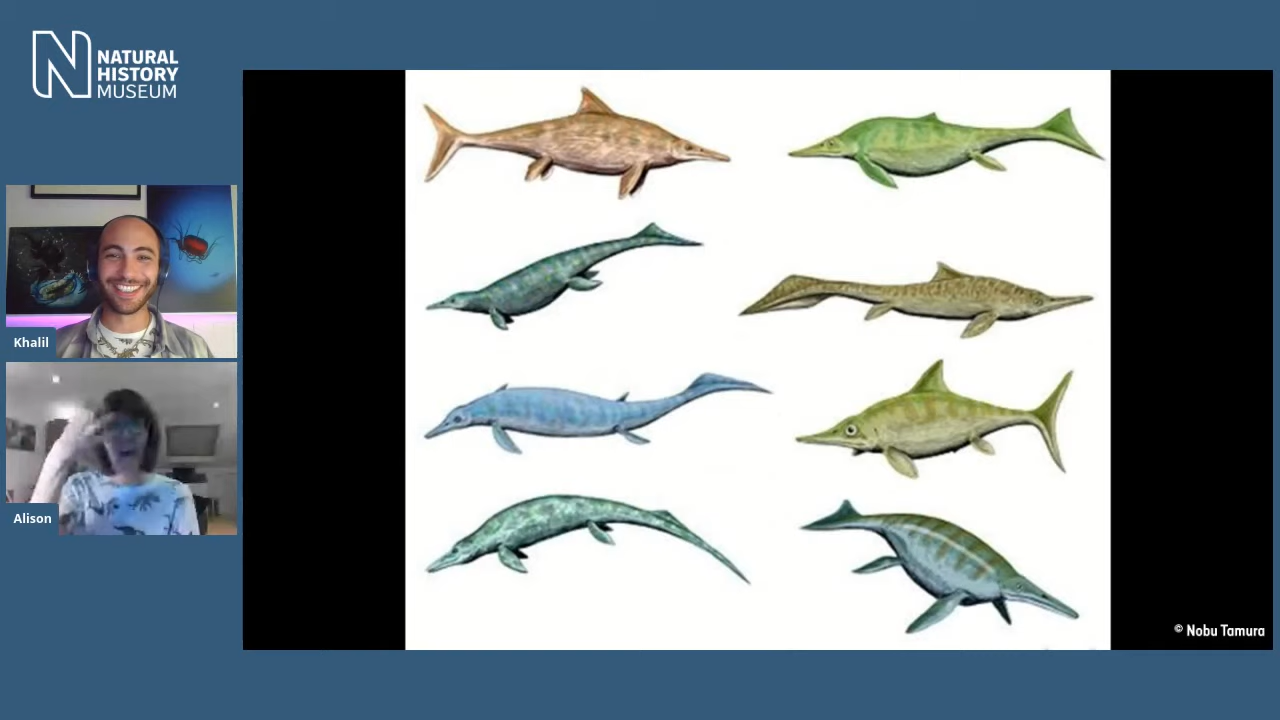 NATURAL
HISTORY
MUSEUM
Khalil
Alison
© Nobu Tamura